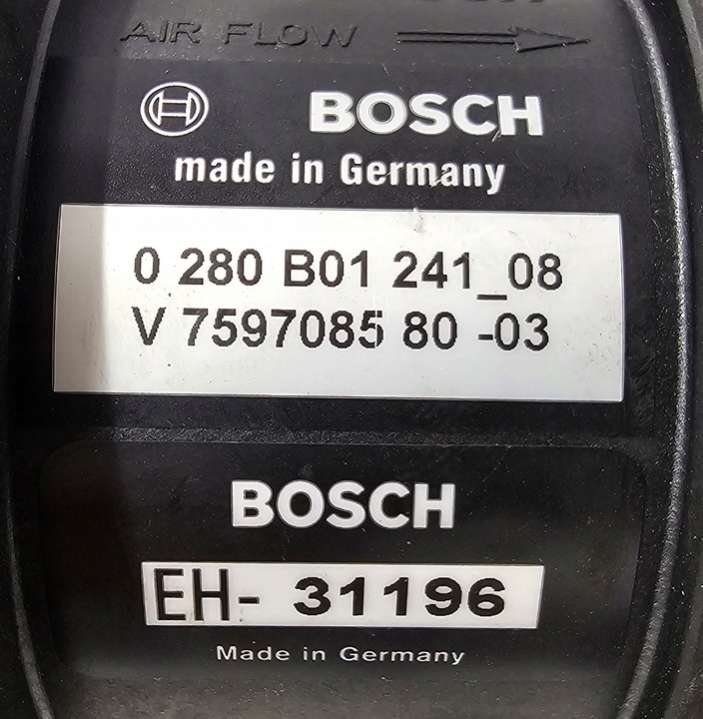 AIR FLOW
BOSCH
made in Germany
0 280 B01 241_08
V 7597085 80 -03
BOSCH
EH- 31196
Made in Germany